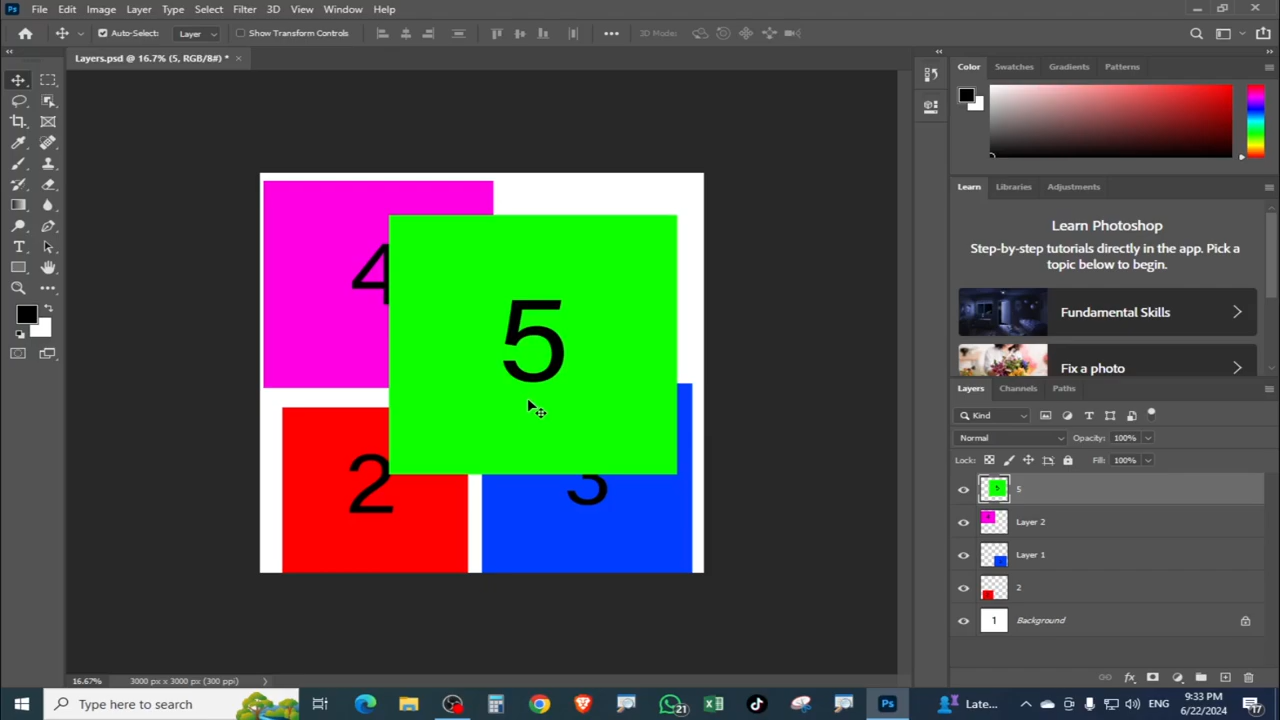 Ps File Edit Image Layer Type Select Filter 3D View Window Help
Auto-Select: Layer Show Transform Controls 3D Mode:
Layers.psd @ 16.7% (5, RGB/8#) * ×
Color Swatches Gradients Patterns
Learn Libraries Adjustments
Learn Photoshop
Step-by-step tutorials directly in the app. Pick a
topic below to begin.
Fundamental Skills
Fix a photo
4
5
2
3
Layers Channels Paths
Kind
Normal Opacity: 100%
Lock: Fill: 100%
5
Layer 2
Layer 1
2
1 Background
16.67% 3000 px x 3000 px (300 ppi)
Type here to search 21 Ps Late... ENG 9:33 PM 6/22/2024 17